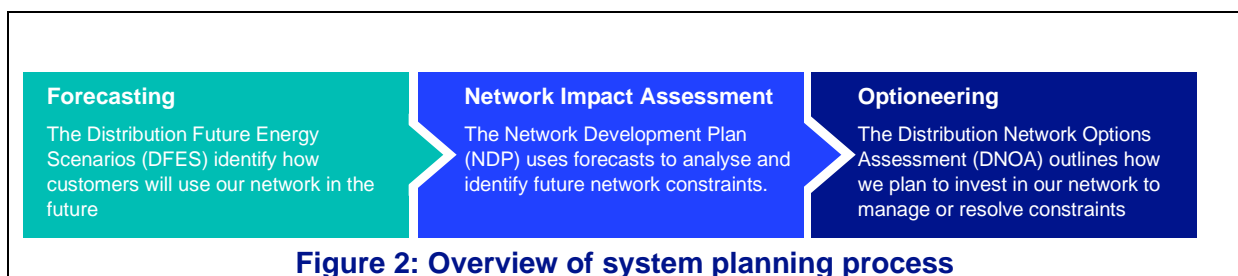 Forecasting
The Distribution Future Energy
Scenarios (DFES) identify how
customers will use our network in the
future
Network Impact Assessment
The Network Development Plan
(NDP) uses forecasts to analyse and
identify future network constraints.
Optioneering
The Distribution Network Options
Assessment (DNOA) outlines how
we plan to invest in our network to
manage or resolve constraints
Figure 2: Overview of system planning process